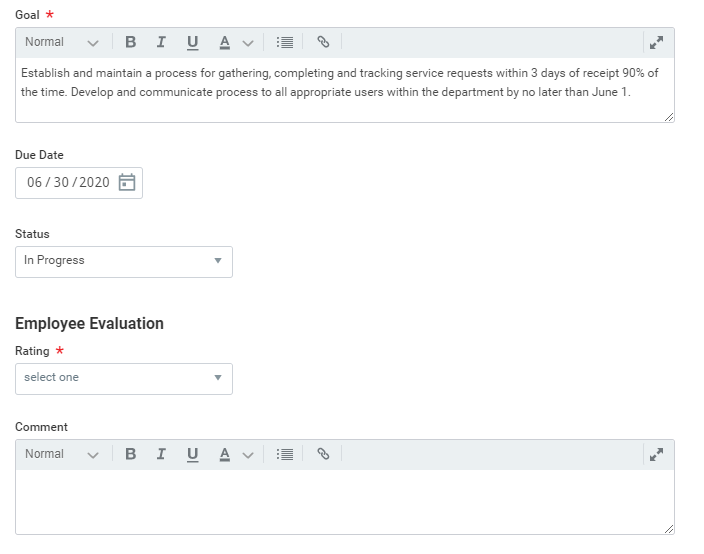 Goal *
Normal B I U A
Establish and maintain a process for gathering, completing and tracking service requests within 3 days of receipt 90% of
the time. Develop and communicate process to all appropriate users within the department by no later than June 1.
Due Date
06 / 30 / 2020
Status
In Progress
Employee Evaluation
Rating *
select one
Comment
Normal B I U A